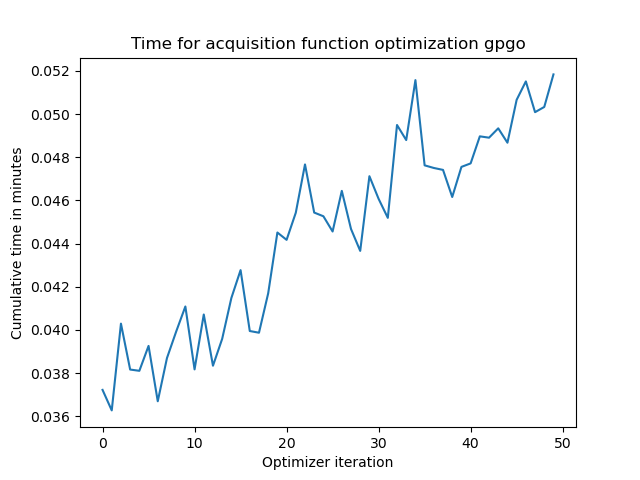 Time for acquisition function optimization gpgo
Cumulative time in minutes
0.052
0.050
0.048
0.046
0.044
0.042
0.040
0.038
0.036
0 10 20 30 40 50
Optimizer iteration